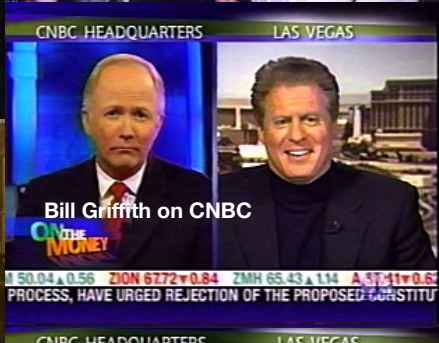 CNBC HEADQUARTERS LAS VEGAS
Bill Griffith on CNBC
ON THE
MONEY
50.04▲0.56 ZION 67.72▼0.84 ZMH 65.43▲1.14
PROCESS, HAVE URGED REJECTION OF THE PROPOSED
CNBC HEADQUARTERS LAS VEGAS